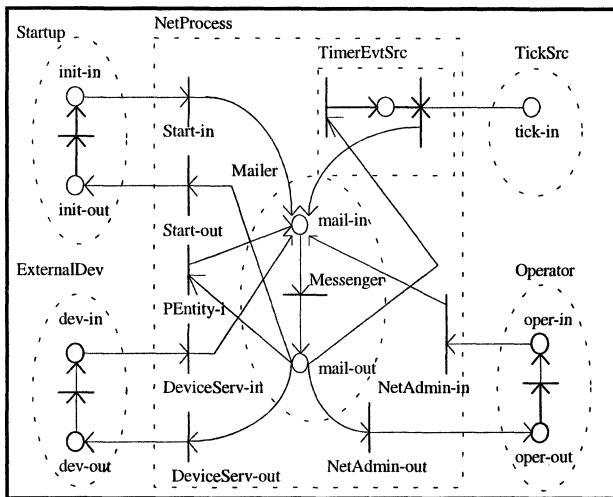 NetProcess
Startup
TimerEvtSrc
TickSrc
init-in
Start-in
tick-in
Mailer
init-out
mail-in
Start-out
ExternalDev
Messenger
Operator
PEntity-i
dev-in
oper-in
mail-out
DeviceServ-in
NetAdmin-in
dev-out
DeviceServ-out
NetAdmin-out
oper-out